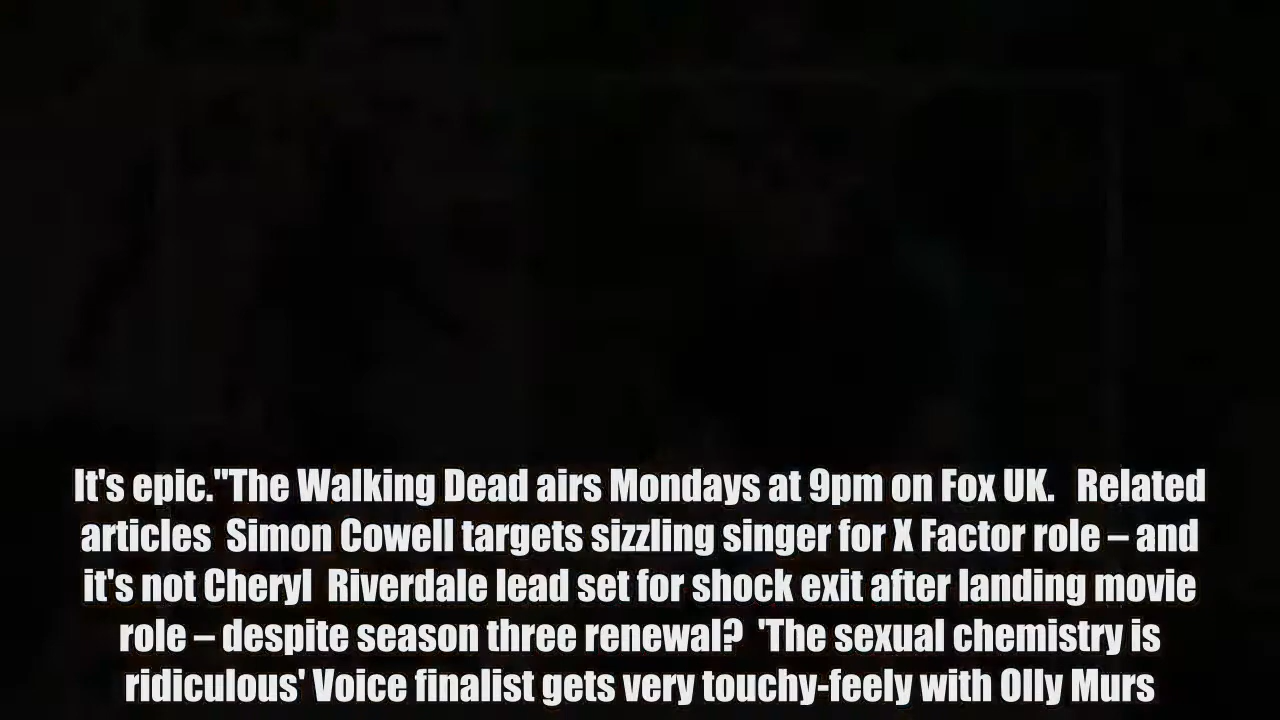 It's epic."The Walking Dead airs Mondays at 9pm on Fox UK.   Related
articles  Simon Cowell targets sizzling singer for X Factor role – and
it's not Cheryl  Riverdale lead set for shock exit after landing movie
role – despite season three renewal?  'The sexual chemistry is
ridiculous' Voice finalist gets very touchy-feely with Olly Murs